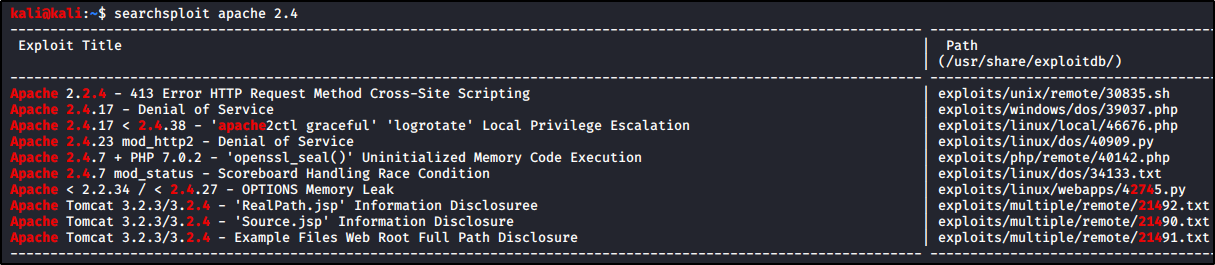 kali@kali:~$ searchsploit apache 2.4
Exploit Title | Path
| (/usr/share/exploitdb/)
Apache 2.2.4 - 413 Error HTTP Request Method Cross-Site Scripting | exploits/unix/remote/30835.sh
Apache 2.4.17 - Denial of Service | exploits/windows/dos/39037.php
Apache 2.4.17 < 2.4.38 - 'apache2ctl graceful' 'logrotate' Local Privilege Escalation | exploits/linux/local/46676.php
Apache 2.4.23 mod_http2 - Denial of Service | exploits/linux/dos/40909.py
Apache 2.4.7 + PHP 7.0.2 - 'openssl_seal()' Uninitialized Memory Code Execution | exploits/php/remote/40142.php
Apache 2.4.7 mod_status - Scoreboard Handling Race Condition | exploits/linux/dos/34133.txt
Apache < 2.2.34 / < 2.4.27 - OPTIONS Memory Leak | exploits/linux/webapps/42745.py
Apache Tomcat 3.2.3/3.2.4 - 'RealPath.jsp' Information Disclosuree | exploits/multiple/remote/21492.txt
Apache Tomcat 3.2.3/3.2.4 - 'Source.jsp' Information Disclosure | exploits/multiple/remote/21490.txt
Apache Tomcat 3.2.3/3.2.4 - Example Files Web Root Full Path Disclosure | exploits/multiple/remote/21491.txt